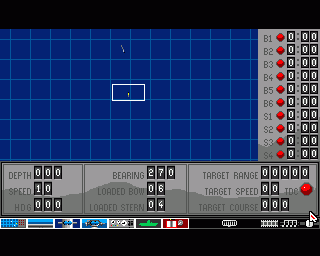 B1 0:00
B2 0:00
B3 0:00
B4 0:00
B5 0:00
B6 0:00
S1 0:00
S2 0:00
S3 0:00
S4 0:00
DEPTH 000 BEARING 270 TARGET RANGE 00000
SPEED 10 LOADED BOW 06 TARGET SPEED 00 TDC
HDG 000 LOADED STERN 04 TARGET COURSE 000